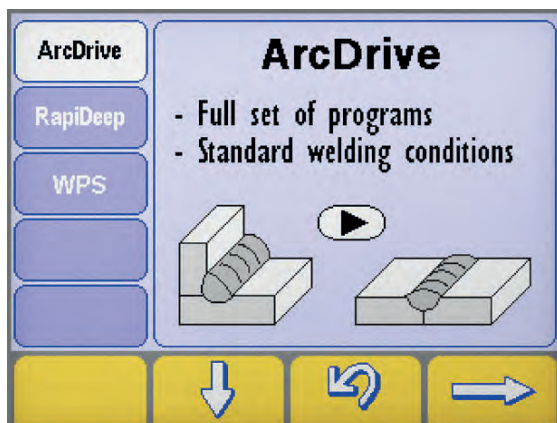 ArcDrive
RapiDeep
WPS
ArcDrive
- Full set of programs
- Standard welding conditions